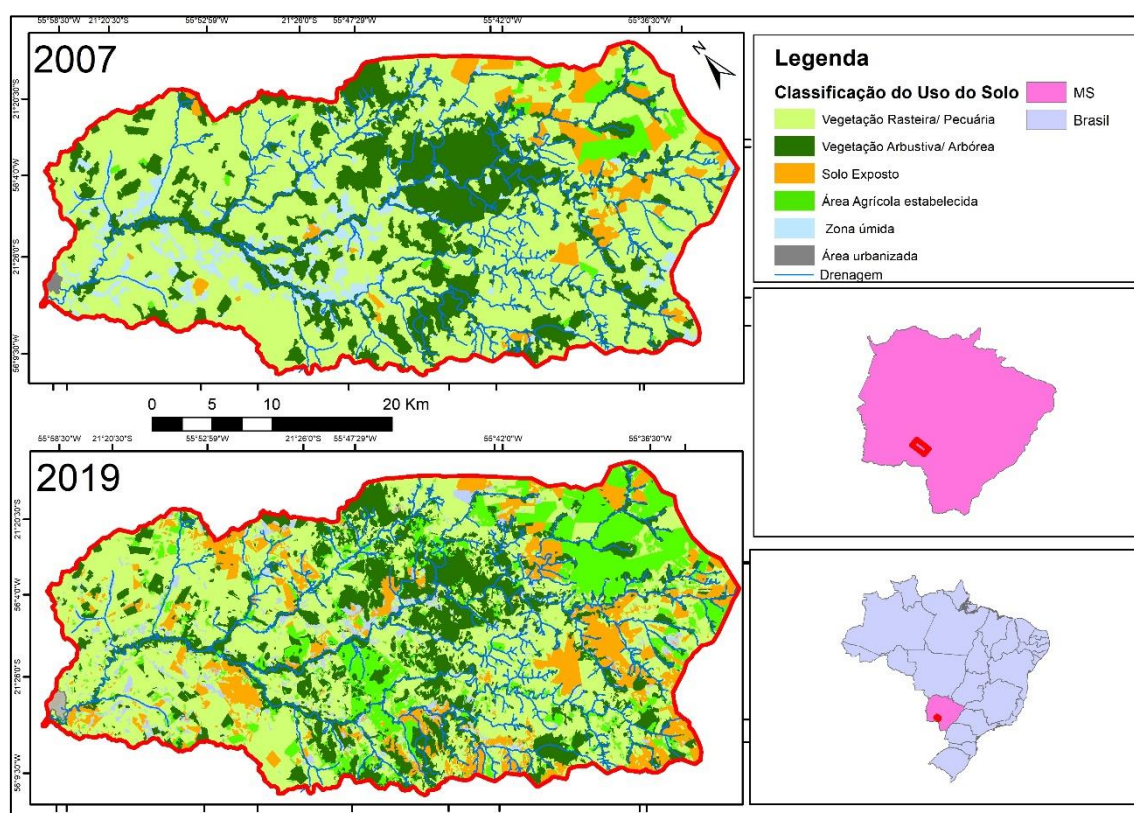 55°58'30"W 21°20'30"S 55°52'59"W 21°26'0"S 55°47'29"W 55°42'0"W 55°36'30"W
2007
N
21°20'30"S
56°4'0"W
21°26'0"S
56°9'30"W
0 5 10 20 Km
55°58'30"W 21°20'30"S 55°52'59"W 21°26'0"S 55°47'29"W 55°42'0"W 55°36'30"W
2019
21°20'30"S
56°4'0"W
21°26'0"S
56°9'30"W
Legenda
Classificação do Uso do Solo
Vegetação Rasteira/ Pecuária
Vegetação Arbustiva/ Arbórea
Solo Exposto
Área Agrícola estabelecida
Zona úmida
Área urbanizada
Drenagem
MS
Brasil